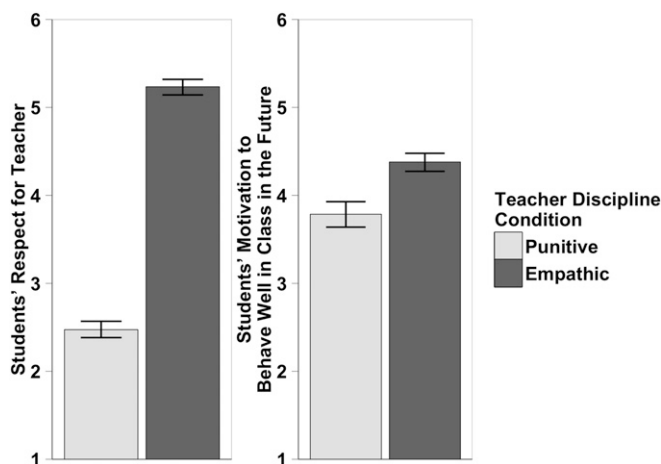 Students' Respect for Teacher
6
5
4
3
2
1
Students' Motivation to
Behave Well in Class in the Future
6
5
4
3
2
1
Teacher Discipline
Condition
Punitive
Empathic